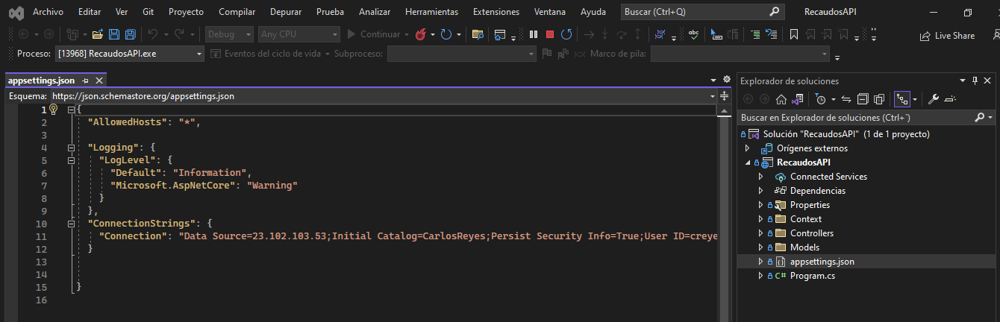 Archivo Editar Ver Git Proyecto Compilar Depurar Prueba Analizar Herramientas Extensiones Ventana Ayuda Buscar (Ctrl+Q) RecaudosAPI
Debug Any CPU Continuar Live Share
Proceso: [13968] RecaudosAPI.exe Eventos del ciclo de vida Subproceso: Marco de pila:
appsettings.json
Esquema: https://json.schemastore.org/appsettings.json
1 {
2 "AllowedHosts": "*",
3
4 "Logging": {
5 "LogLevel": {
6 "Default": "Information",
7 "Microsoft.AspNetCore": "Warning"
8 }
9 },
10 "ConnectionStrings": {
11 "Connection": "Data Source=23.102.103.53;Initial Catalog=CarlosReyes;Persist Security Info=True;User ID=creye
12 }
13
14
15 }
16
Explorador de soluciones
Buscar en Explorador de soluciones (Ctrl+`)
Solución "RecaudosAPI" (1 de 1 proyecto)
Orígenes externos
RecaudosAPI
Connected Services
Dependencias
Properties
Context
Controllers
Models
appsettings.json
C# Program.cs